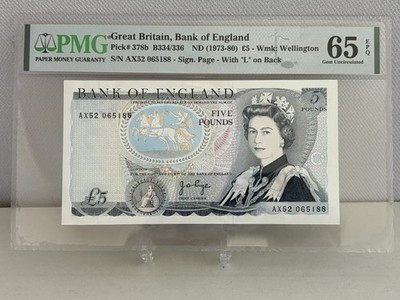 PMG
PAPER MONEY GUARANTY
Great Britain, Bank of England
Pick# 378b B334/336 ND (1973-80) £5 - Wmk: Wellington
S/N AX52 065188 - Sign. Page - With "L" on Back
65 EPQ
Gem Uncirculated
BANK OF ENGLAND
AX52 065188
FIVE
POUNDS
5
POUNDS
AX52 065188
£5